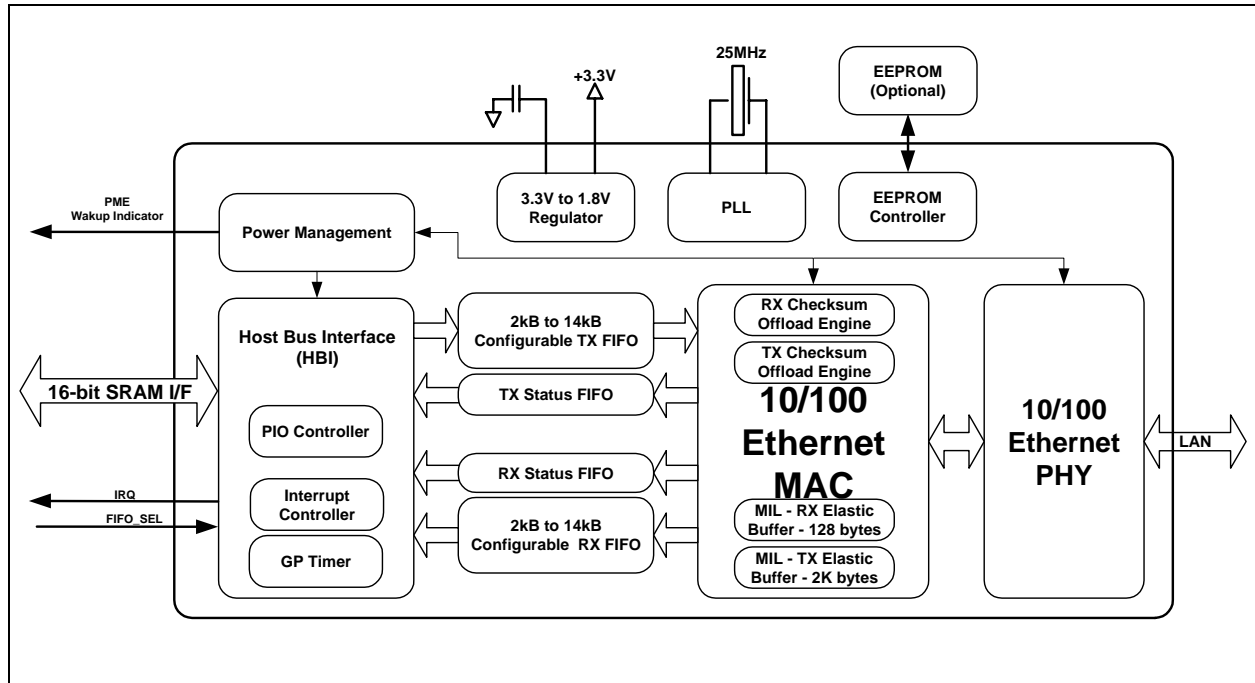 25MHz
+3.3V
EEPROM
(Optional)
3.3V to 1.8V
Regulator
PLL
EEPROM
Controller
PME
Wakup Indicator
Power Management
Host Bus Interface
(HBI)
2kB to 14kB
Configurable TX FIFO
RX Checksum
Offload Engine
TX Checksum
Offload Engine
16-bit SRAM I/F
TX Status FIFO
10/100
Ethernet
MAC
10/100
Ethernet
PHY
LAN
PIO Controller
RX Status FIFO
IRQ
FIFO_SEL
Interrupt
Controller
2kB to 14kB
Configurable RX FIFO
MIL - RX Elastic
Buffer - 128 bytes
GP Timer
MIL - TX Elastic
Buffer - 2K bytes